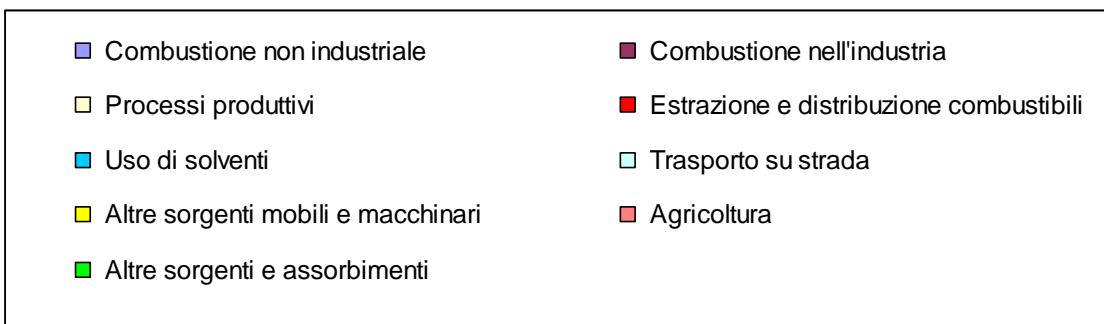 Combustione non industriale
Combustione nell'industria
Processi produttivi
Estrazione e distribuzione combustibili
Uso di solventi
Trasporto su strada
Altre sorgenti mobili e macchinari
Agricoltura
Altre sorgenti e assorbimenti